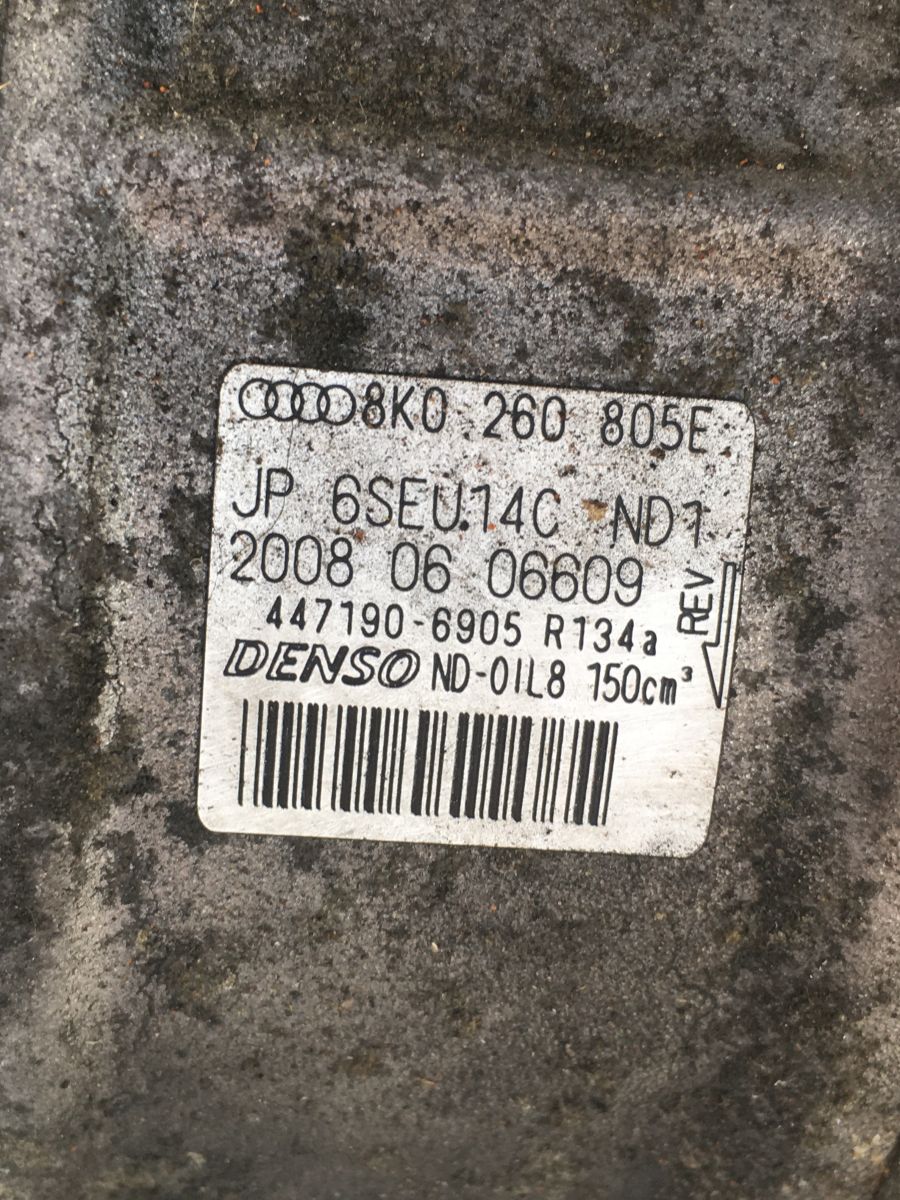 8K0 260 805E
JP 6SEU14C ND1
2008 06 06609
REV
447190-6905 R134a
DENSO ND-OIL8 150cm³